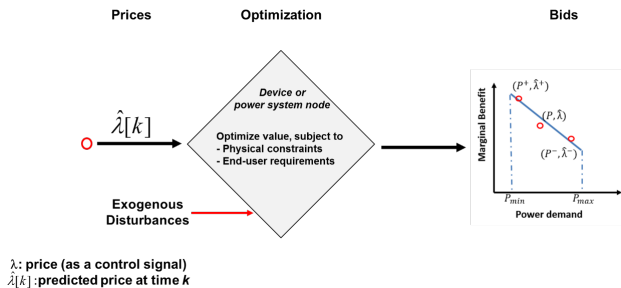 Prices
Optimization
Bids
Device or
power system node
Optimize value, subject to
- Physical constraints
- End-user requirements
λ̂[k]
Exogenous
Disturbances
Marginal Benefit
(P⁺, λ̂⁺)
(P, λ̂)
(P⁻, λ̂⁻)
P_min
P_max
Power demand
λ: price (as a control signal)
λ̂[k]:predicted price at time k